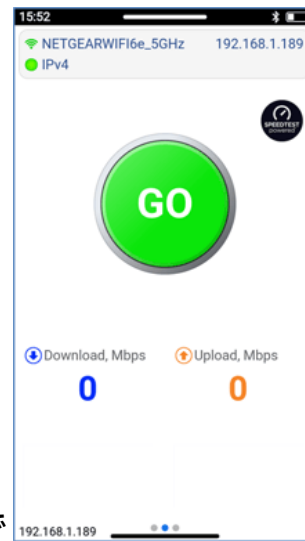 15:52
NETGEARWIFI6e_5GHz 192.168.1.189
IPv4
SPEEDTEST
powered
GO
Download, Mbps Upload, Mbps
0 0
192.168.1.189